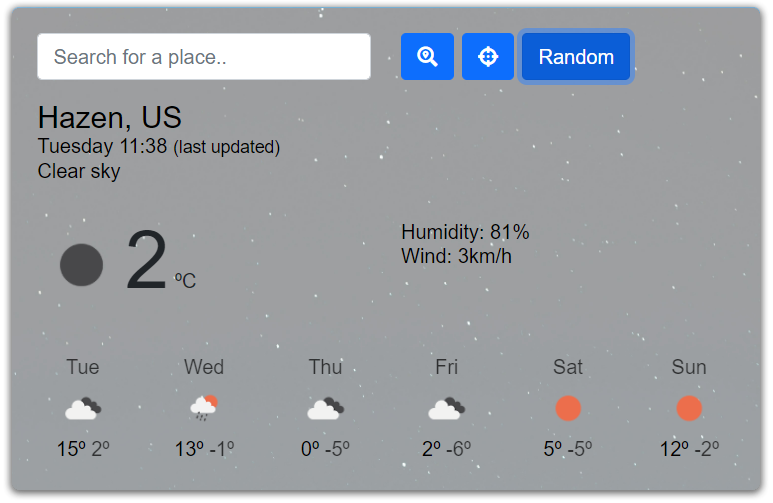 Search for a place..
Random
Hazen, US
Tuesday 11:38 (last updated)
Clear sky
2 ºC
Humidity: 81%
Wind: 3km/h
Tue Wed Thu Fri Sat Sun
15º 2º 13º -1º 0º -5º 2º -6º 5º -5º 12º -2º